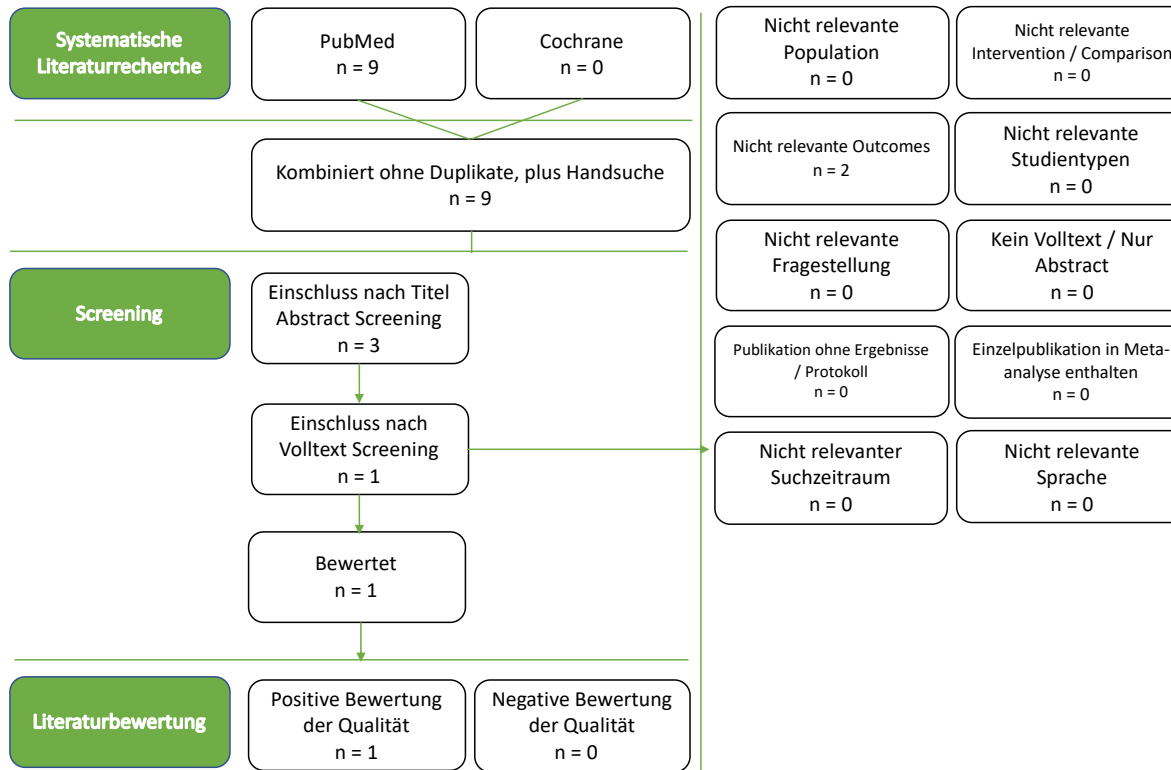 Systematische
Literaturrecherche
PubMed
n = 9
Cochrane
n = 0
Kombiniert ohne Duplikate, plus Handsuche
n = 9
Screening
Einschluss nach Titel
Abstract Screening
n = 3
Einschluss nach
Volltext Screening
n = 1
Bewertet
n = 1
Literaturbewertung
Positive Bewertung
der Qualität
n = 1
Negative Bewertung
der Qualität
n = 0
Nicht relevante
Population
n = 0
Nicht relevante
Intervention / Comparison
n = 0
Nicht relevante Outcomes
n = 2
Nicht relevante
Studientypen
n = 0
Nicht relevante
Fragestellung
n = 0
Kein Volltext / Nur
Abstract
n = 0
Publikation ohne Ergebnisse
/ Protokoll
n = 0
Einzelpublikation in Meta-
analyse enthalten
n = 0
Nicht relevanter
Suchzeitraum
n = 0
Nicht relevante
Sprache
n = 0